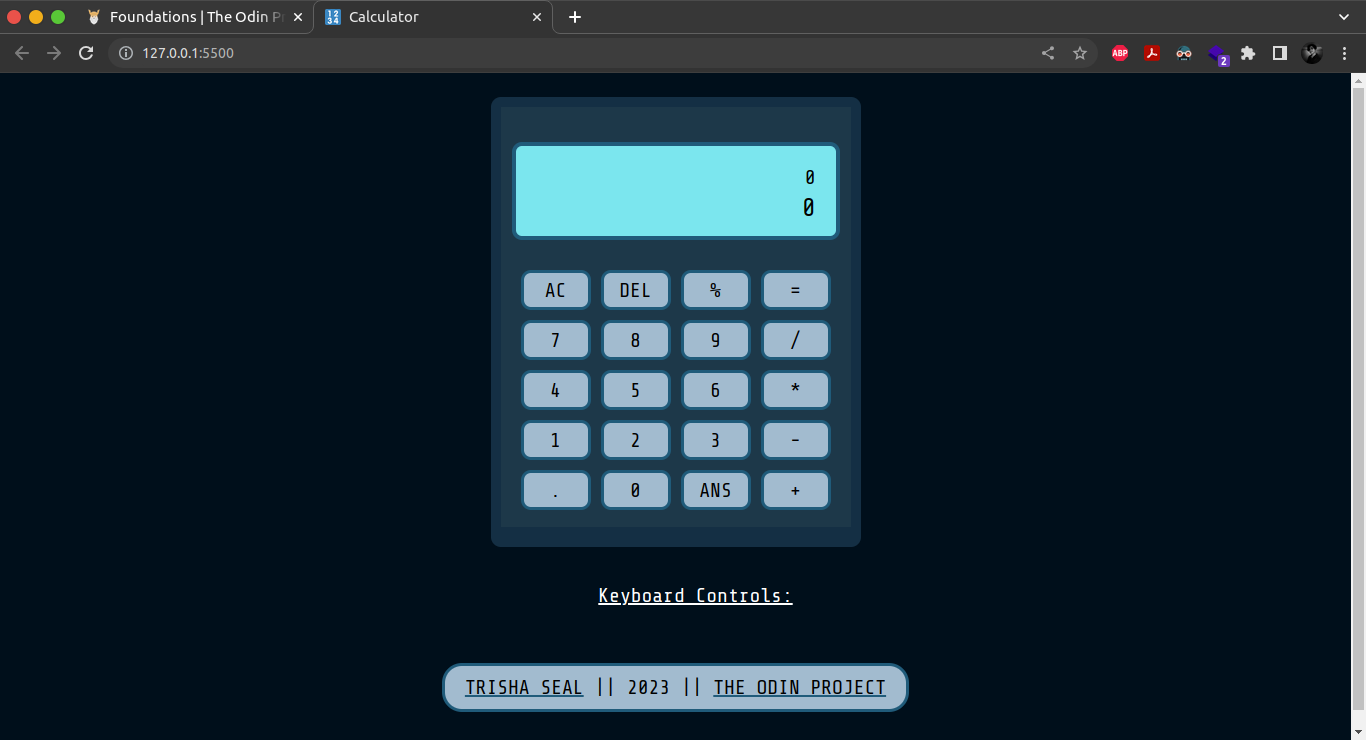 Foundations | The Odin Pr
Calculator
127.0.0.1:5500
ABP
2
0
0
AC DEL % =
7 8 9 /
4 5 6 *
1 2 3 -
. 0 ANS +
Keyboard Controls:
TRISHA SEAL || 2023 || THE ODIN PROJECT